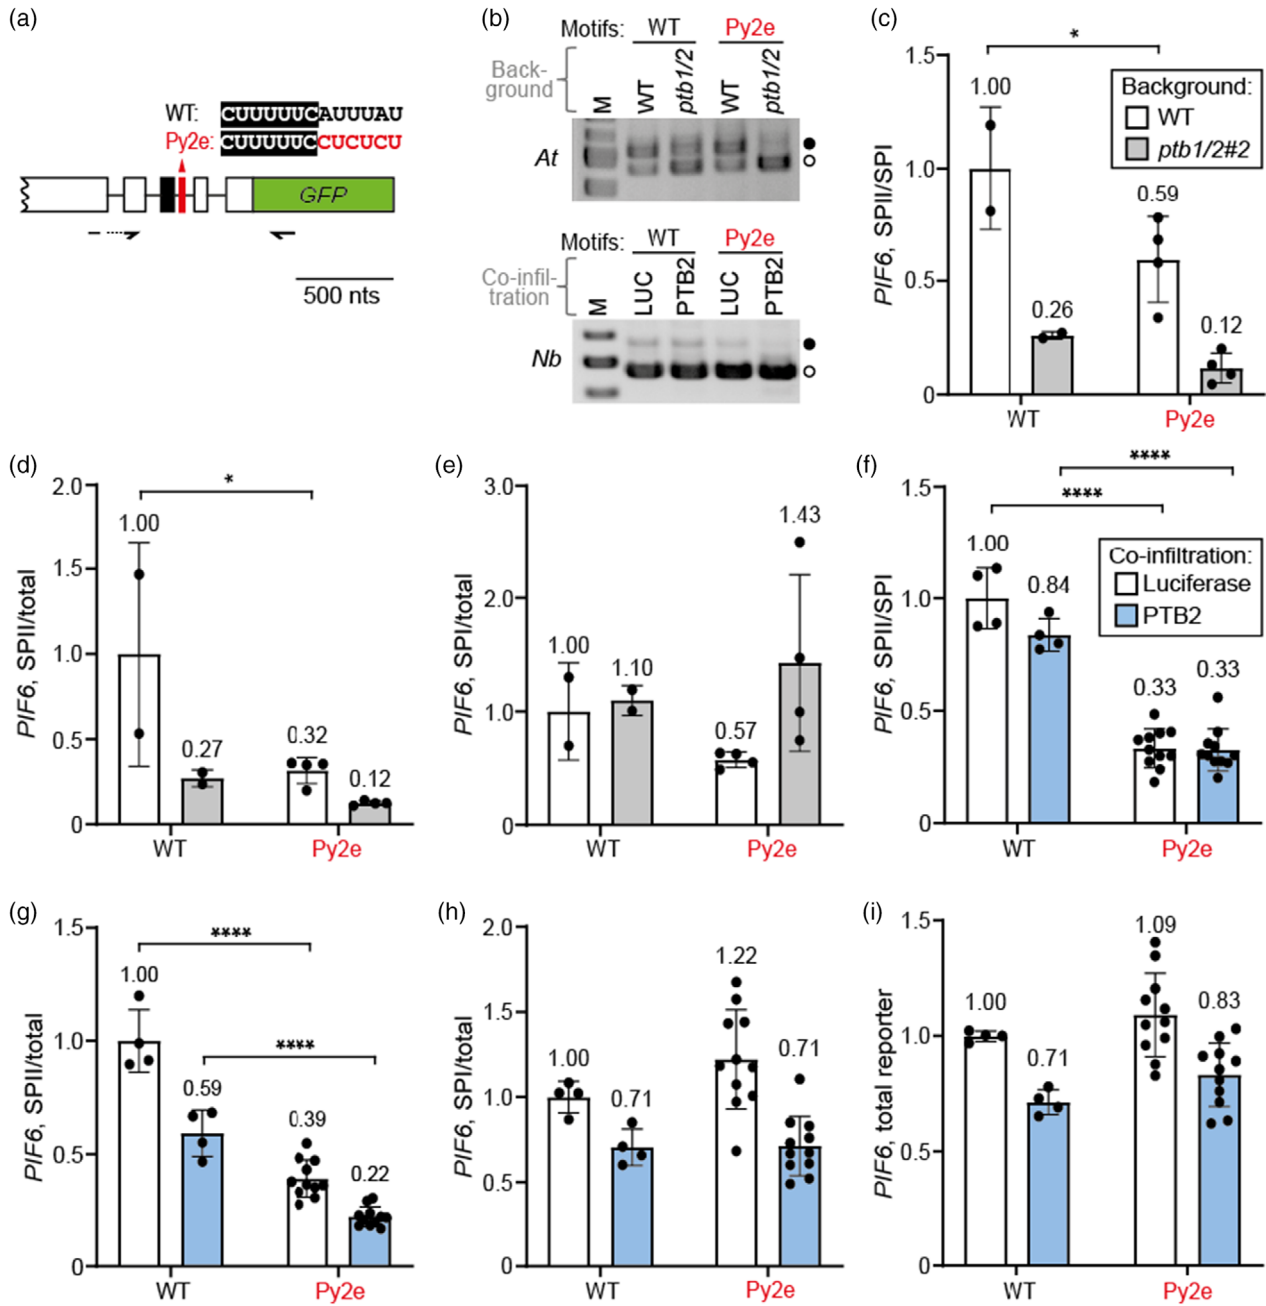 (a)
WT: CUUUUUCAUUUAU
Py2e: CUUUUUCCUCUCU
GFP
500 nts
(b)
Motifs: WT Py2e
Back-
ground
M WT ptb1/2 WT ptb1/2
At
Motifs: WT Py2e
Co-infil-
tration
M LUC PTB2 LUC PTB2
Nb
(c)
PIF6, SPII/SPI
1.5
1.0
0.5
0
*
1.00
0.26
0.59
0.12
Background:
WT
ptb1/2#2
WT Py2e
(d)
PIF6, SPII/total
2.0
1.5
1.0
0.5
0
*
1.00
0.27
0.32
0.12
WT Py2e
(e)
PIF6, SPI/total
3.0
2.0
1.0
0
1.00
1.10
0.57
1.43
WT Py2e
(f)
PIF6, SPII/SPI
1.5
1.0
0.5
0
****
****
1.00
0.84
0.33
0.33
Co-infiltration:
Luciferase
PTB2
WT Py2e
(g)
PIF6, SPII/total
1.5
1.0
0.5
0
****
****
1.00
0.59
0.39
0.22
WT Py2e
(h)
PIF6, SPI/total
2.0
1.5
1.0
0.5
0
1.00
0.71
1.22
0.71
WT Py2e
(i)
PIF6, total reporter
1.5
1.0
0.5
0
1.00
0.71
1.09
0.83
WT Py2e